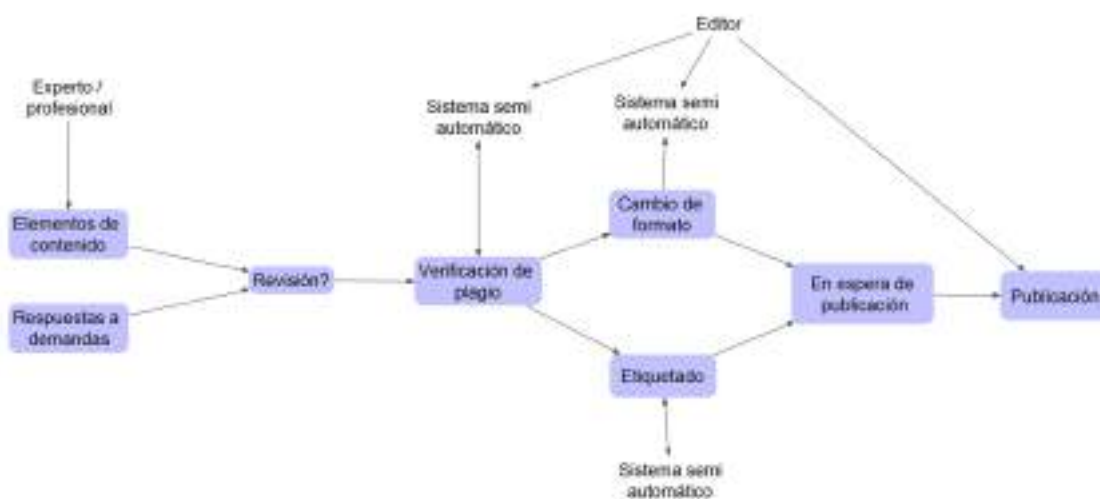 Editor
Experto /
profesional
Sistema semi
automático
Sistema semi
automático
Elementos de
contenido
Cambio de
formato
Revisión?
Verificación de
plagio
En espera de
publicación
Publicación
Respuestas a
demandas
Etiquetado
Sistema semi
automático